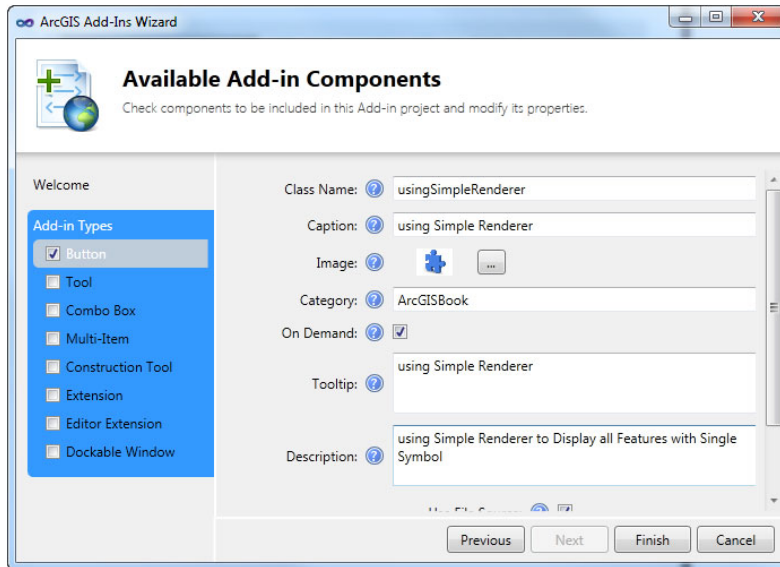 ArcGIS Add-Ins Wizard
Available Add-in Components
Check components to be included in this Add-in project and modify its properties.
Welcome
Add-in Types
Button
Tool
Combo Box
Multi-Item
Construction Tool
Extension
Editor Extension
Dockable Window
Class Name: usingSimpleRenderer
Caption: using Simple Renderer
Image: ...
Category: ArcGISBook
On Demand:
Tooltip: using Simple Renderer
Description: using Simple Renderer to Display all Features with Single
Symbol
Previous Next Finish Cancel